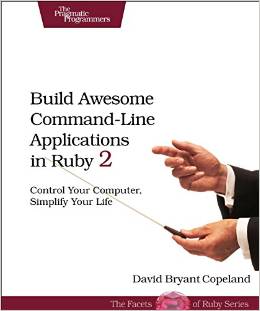 The
Pragmatic
Programmers
Build Awesome
Command-Line
Applications
in Ruby 2
Control Your Computer,
Simplify Your Life
David Bryant Copeland
The Facets of Ruby Series